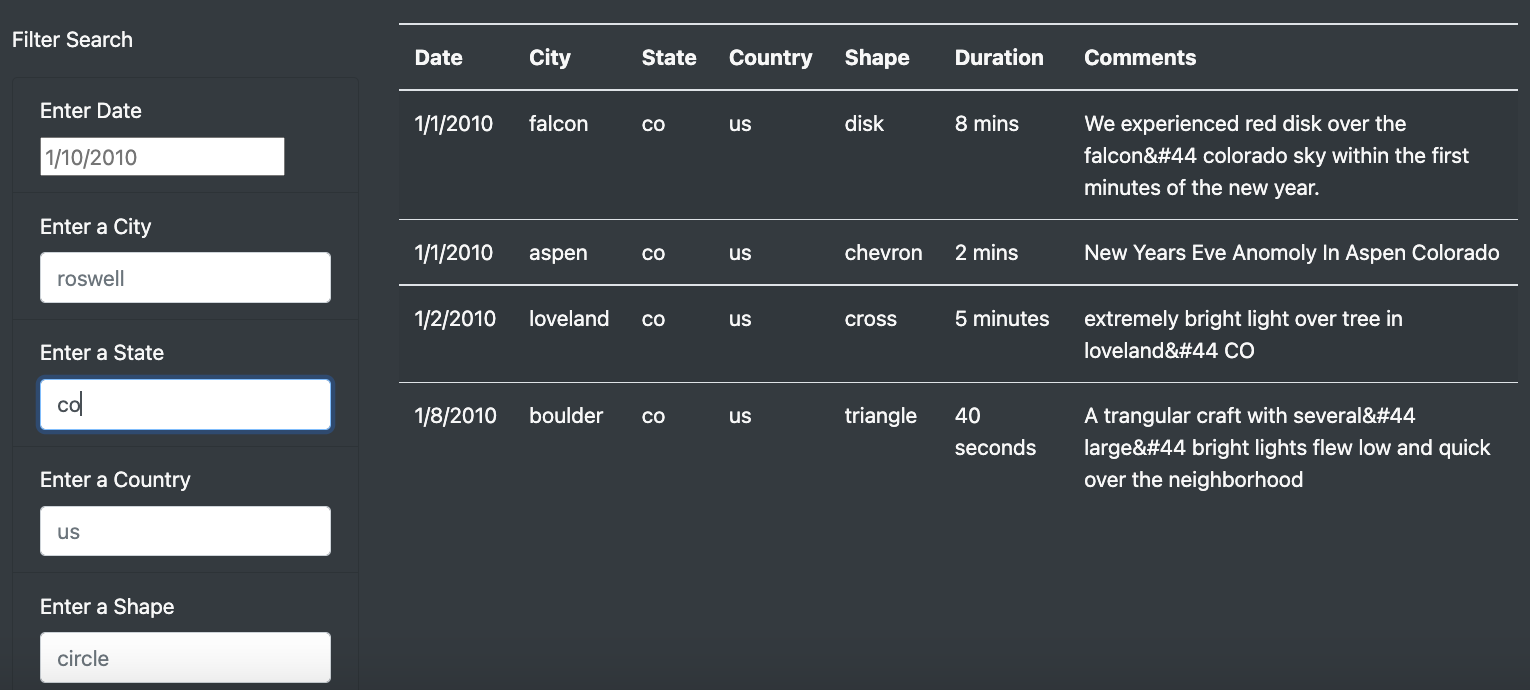 Filter Search
Enter Date
1/10/2010
Enter a City
roswell
Enter a State
co
Enter a Country
us
Enter a Shape
circle
Date City State Country Shape Duration Comments
1/1/2010 falcon co us disk 8 mins We experienced red disk over the
falcon&#44 colorado sky within the first
minutes of the new year.
1/1/2010 aspen co us chevron 2 mins New Years Eve Anomoly In Aspen Colorado
1/2/2010 loveland co us cross 5 minutes extremely bright light over tree in
loveland&#44 CO
1/8/2010 boulder co us triangle 40 A trangular craft with several&#44
seconds large&#44 bright lights flew low and quick
over the neighborhood